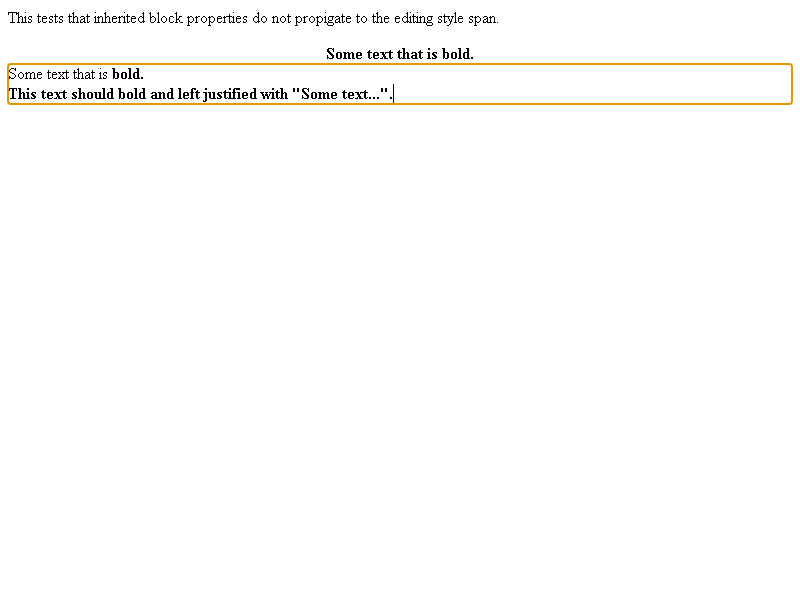 This tests that inherited block properties do not propigate to the editing style span.
Some text that is bold.
Some text that is bold.
This text should bold and left justified with "Some text...".